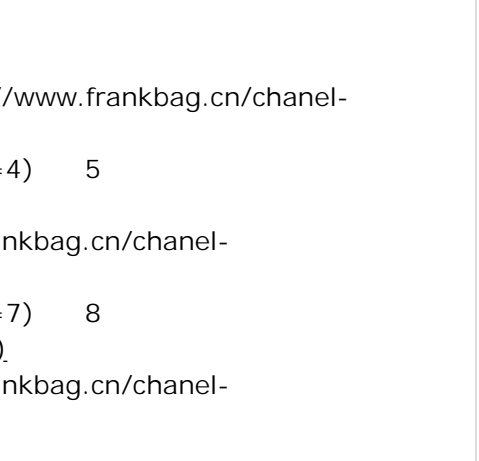 //www.frankbag.cn/chanel-
=4) 5
nkbag.cn/chanel-
=7) 8
).
nkbag.cn/chanel-